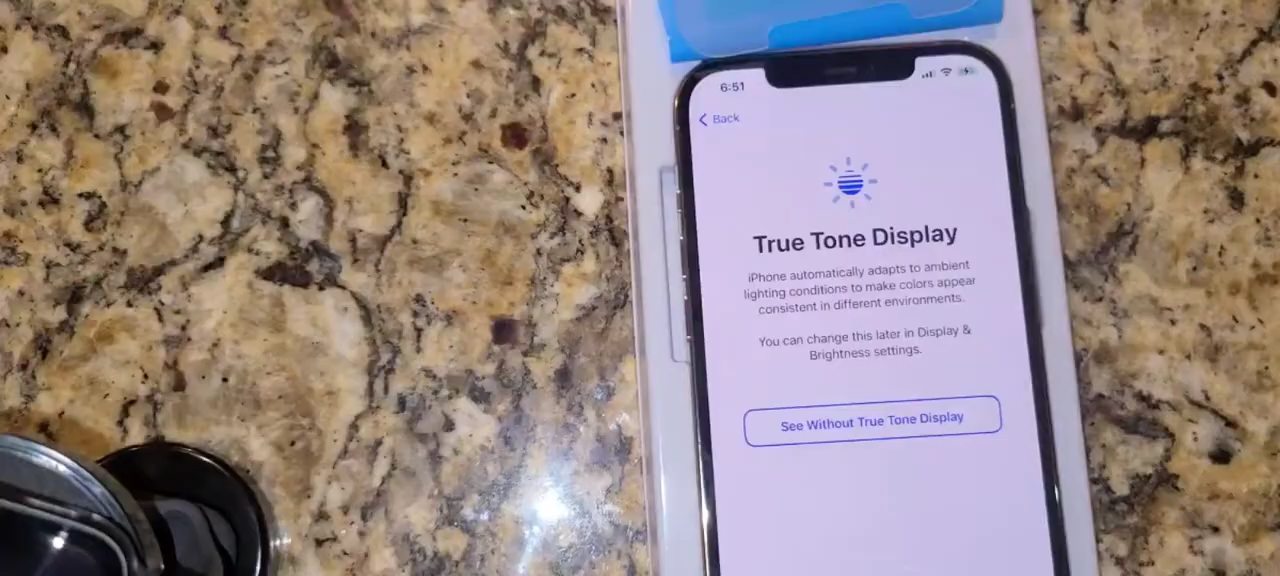 6:51
Back
True Tone Display
iPhone automatically adapts to ambient
lighting conditions to make colors appear
consistent in different environments.
You can change this later in Display &
Brightness settings.
See Without True Tone Display